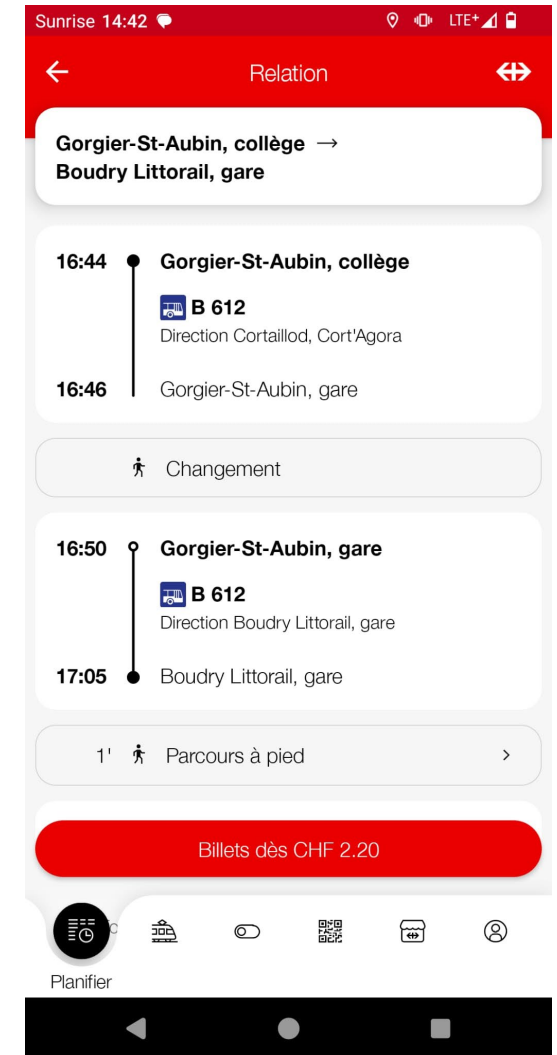 Sunrise 14:42
LTE+
Relation
Gorgier-St-Aubin, collège →
Boudry Littorail, gare
16:44 Gorgier-St-Aubin, collège
B 612
Direction Cortaillod, Cort'Agora
16:46 Gorgier-St-Aubin, gare
Changement
16:50 Gorgier-St-Aubin, gare
B 612
Direction Boudry Littorail, gare
17:05 Boudry Littorail, gare
1' Parcours à pied
Billets dès CHF 2.20
Planifier